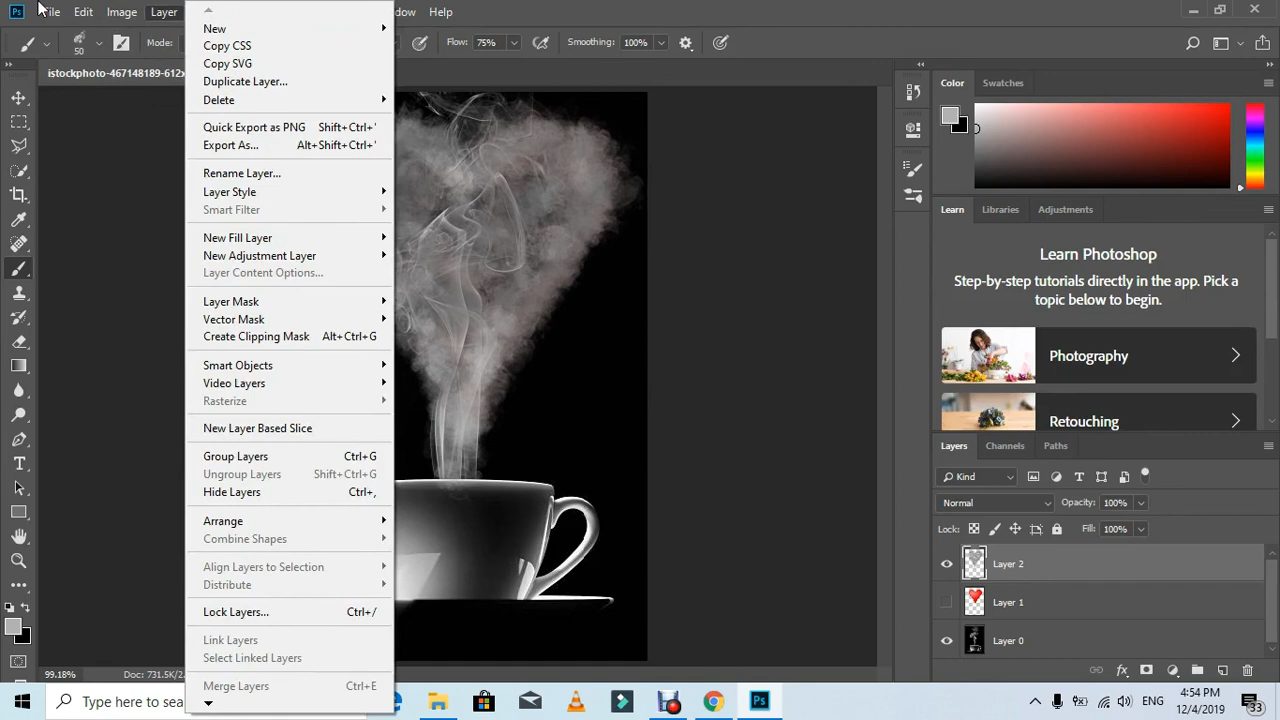 Ps File Edit Image Layer dow Help
50 Mode: Flow: 75% Smoothing: 100%
istockphoto-467148189-612x
New
Copy CSS
Copy SVG
Duplicate Layer...
Delete
Quick Export as PNG Shift+Ctrl+'
Export As... Alt+Shift+Ctrl+'
Rename Layer...
Layer Style
Smart Filter
New Fill Layer
New Adjustment Layer
Layer Content Options...
Layer Mask
Vector Mask
Create Clipping Mask Alt+Ctrl+G
Smart Objects
Video Layers
Rasterize
New Layer Based Slice
Group Layers Ctrl+G
Ungroup Layers Shift+Ctrl+G
Hide Layers Ctrl+,
Arrange
Combine Shapes
Align Layers to Selection
Distribute
Lock Layers... Ctrl+/
Link Layers
Select Linked Layers
Merge Layers Ctrl+E
Color Swatches
Learn Libraries Adjustments
Learn Photoshop
Step-by-step tutorials directly in the app. Pick a
topic below to begin.
Photography
Retouching
Layers Channels Paths
Kind
Normal Opacity: 100%
Lock: Fill: 100%
Layer 2
Layer 1
Layer 0
99.18% Doc: 731.5K/2.
Type here to sea
Ps
ENG
4:54 PM
12/4/2019
33